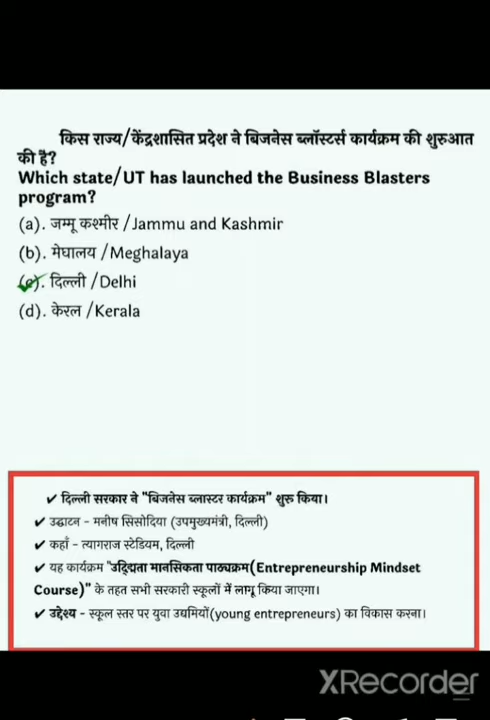 किस राज्य/केंद्रशासित प्रदेश ने बिजनेस ब्लॉस्टर्स कार्यक्रम की शुरुआत
की है?
Which state/UT has launched the Business Blasters
program?
(a). जम्मू कश्मीर /Jammu and Kashmir
(b). मेघालय /Meghalaya
(c). दिल्ली /Delhi
(d). केरल /Kerala
✔ दिल्ली सरकार ने "बिजनेस ब्लास्टर कार्यक्रम" शुरू किया।
✔ उद्घाटन - मनीष सिसोदिया (उपमुख्यमंत्री, दिल्ली)
✔ कहाँ - त्यागराज स्टेडियम, दिल्ली
✔ यह कार्यक्रम "उद्यिता मानसिकता पाठ्यक्रम(Entrepreneurship Mindset
Course)" के तहत सभी सरकारी स्कूलों में लागू किया जाएगा।
✔ उद्देश्य - स्कूल स्तर पर युवा उद्यमियों(young entrepreneurs) का विकास करना।
XRecorder